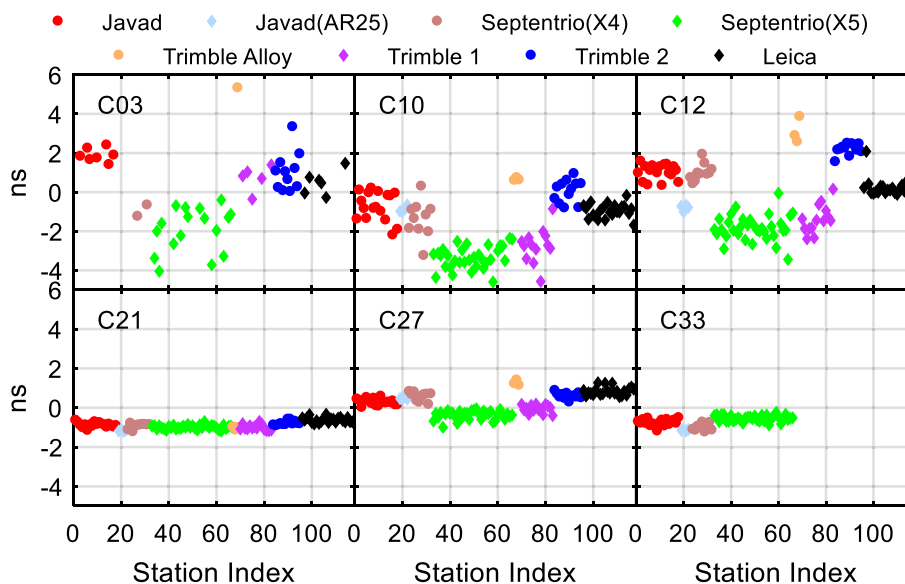 Javad Javad(AR25) Septentrio(X4) Septentrio(X5)
Trimble Alloy Trimble 1 Trimble 2 Leica
6
C03 C10 C12
4
2
ns
0
-2
-4
6
C21 C27 C33
4
2
ns
0
-2
-4
0 20 40 60 80 100 0 20 40 60 80 100 0 20 40 60 80 100
Station Index Station Index Station Index